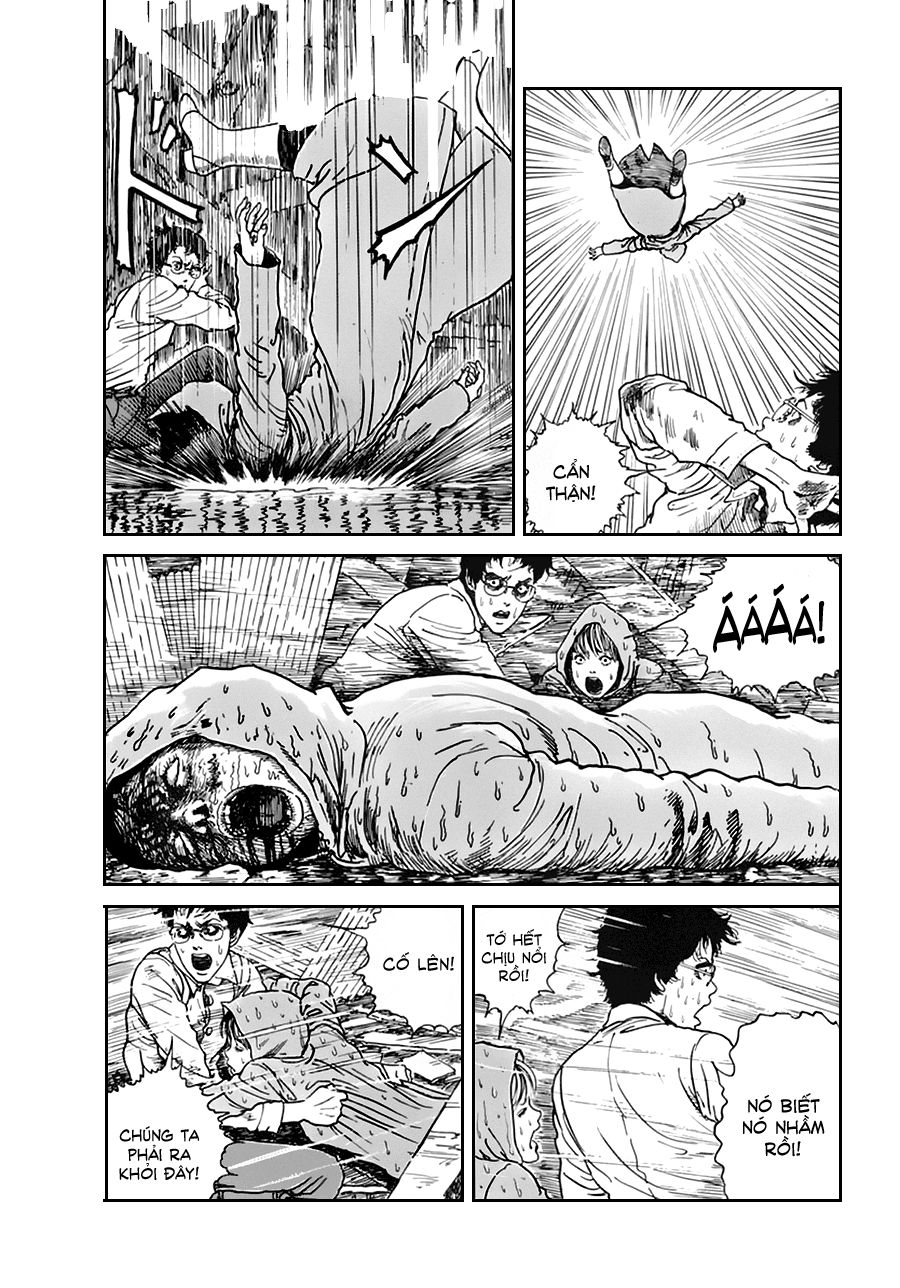 CẨN
THẬN!
ド
ÁÁÁÁ!
TỚ HẾT
CHỊU NỔI
RỒI!
NÓ BIẾT
NÓ NHẦM
RỒI!
CỐ LÊN!
CHÚNG TA
PHẢI RA
KHỎI ĐÂY!